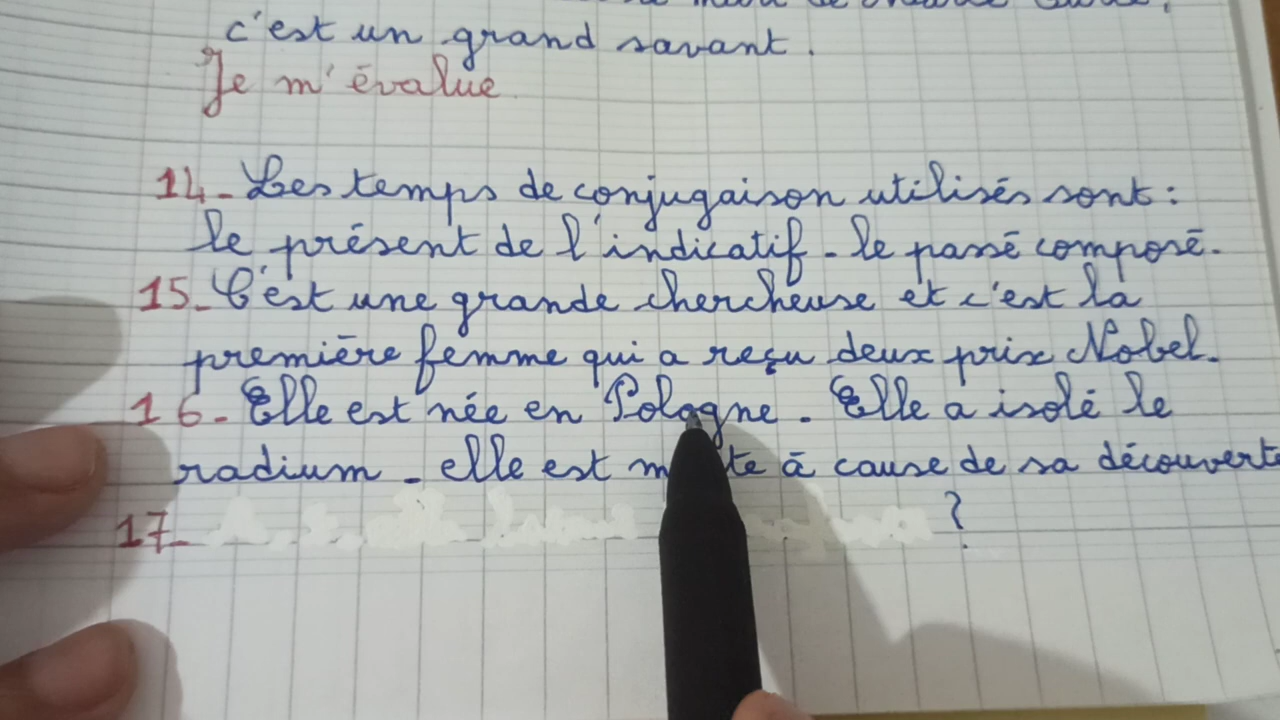 c'est un grand savant.
Je m'évalue
14- Les temps de conjugaison utilisés sont :
le présent de l'indicatif - le passé composé.
15- C'est une grande chercheuse et c'est la
première femme qui a reçu deux prix Nobel.
16- Elle est née en Pologne. Elle a isolé le
radium - elle est à cause de sa découverte
17- ?